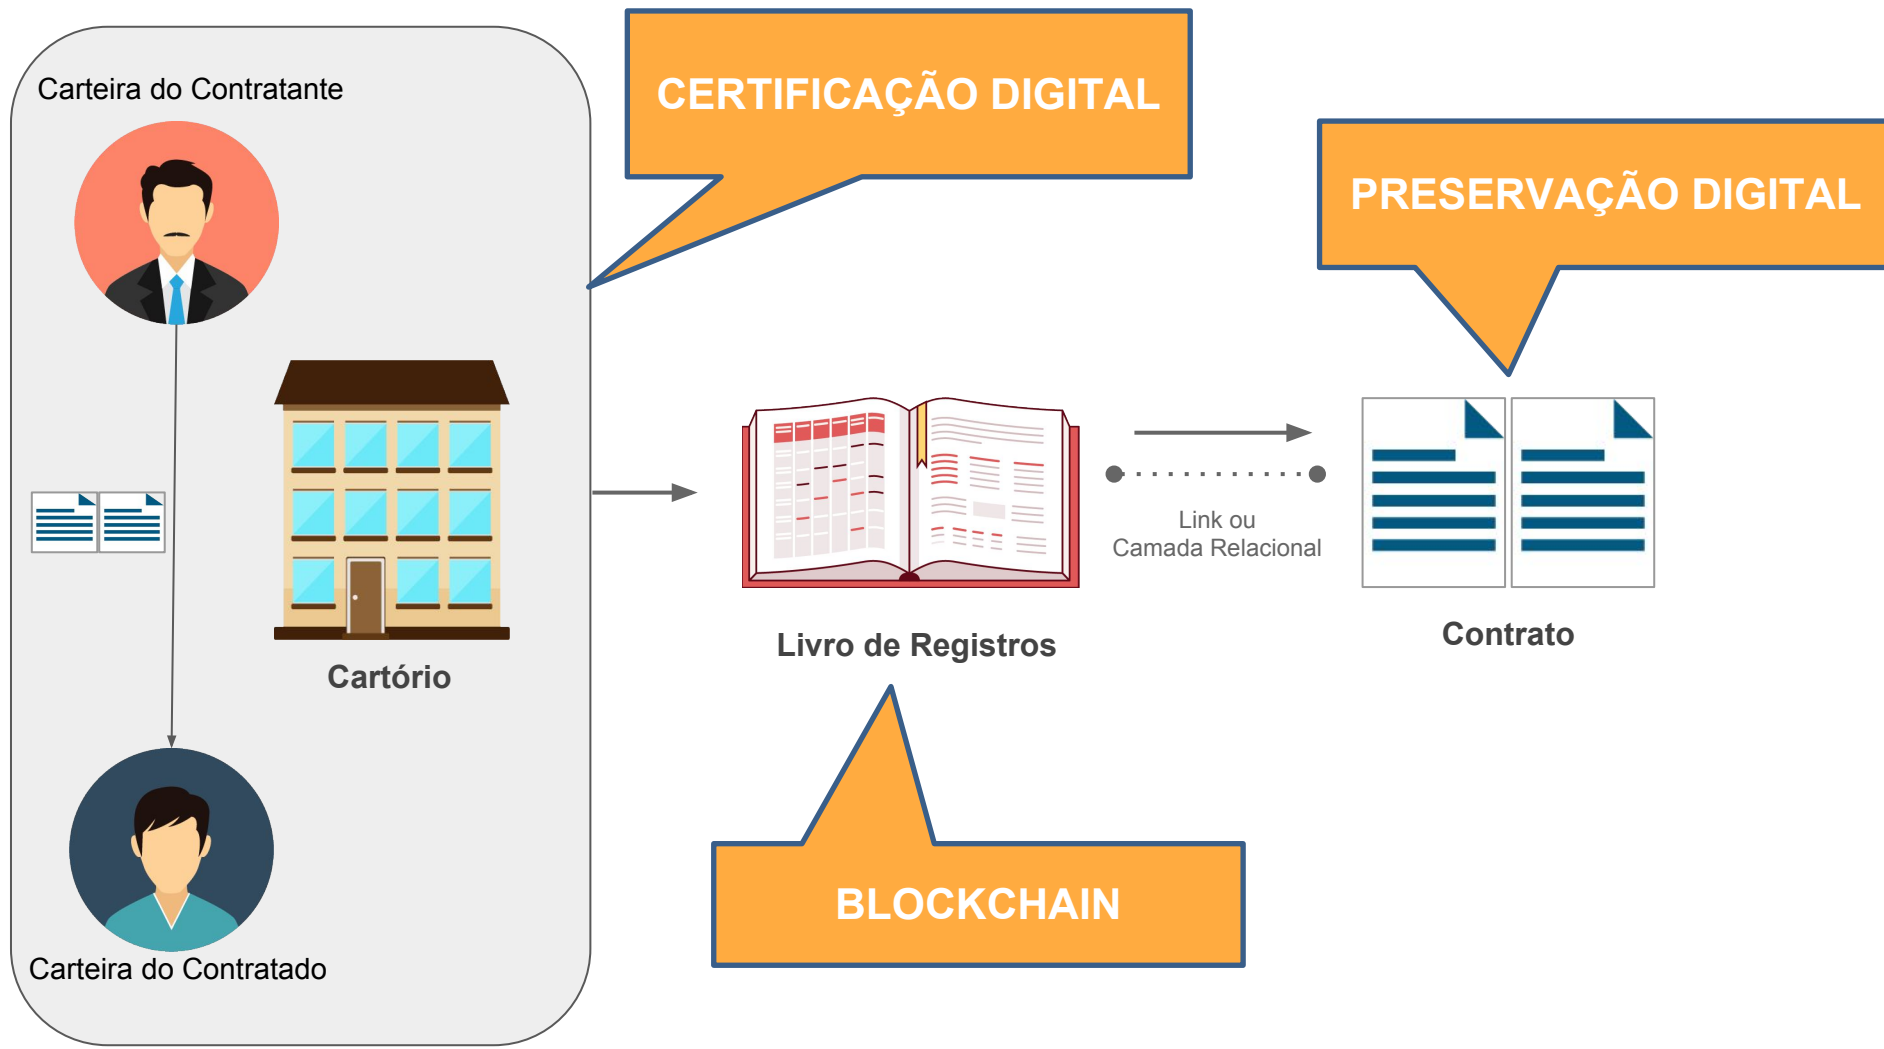 Carteira do Contratante
CERTIFICAÇÃO DIGITAL
PRESERVAÇÃO DIGITAL
Link ou
Camada Relacional
Livro de Registros
Contrato
Cartório
BLOCKCHAIN
Carteira do Contratado